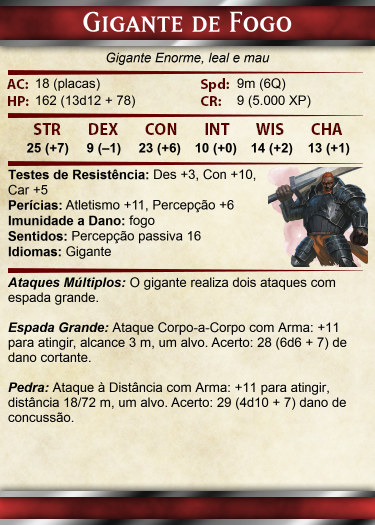 GIGANTE DE FOGO
Gigante Enorme, leal e mau
AC: 18 (placas) Spd: 9m (6Q)
HP: 162 (13d12 + 78) CR: 9 (5.000 XP)
STR DEX CON INT WIS CHA
25 (+7) 9 (–1) 23 (+6) 10 (+0) 14 (+2) 13 (+1)
Testes de Resistência: Des +3, Con +10,
Car +5
Perícias: Atletismo +11, Percepção +6
Imunidade a Dano: fogo
Sentidos: Percepção passiva 16
Idiomas: Gigante
Ataques Múltiplos: O gigante realiza dois ataques com
espada grande.
Espada Grande: Ataque Corpo-a-Corpo com Arma: +11
para atingir, alcance 3 m, um alvo. Acerto: 28 (6d6 + 7) de
dano cortante.
Pedra: Ataque à Distância com Arma: +11 para atingir,
distância 18/72 m, um alvo. Acerto: 29 (4d10 + 7) dano de
concussão.